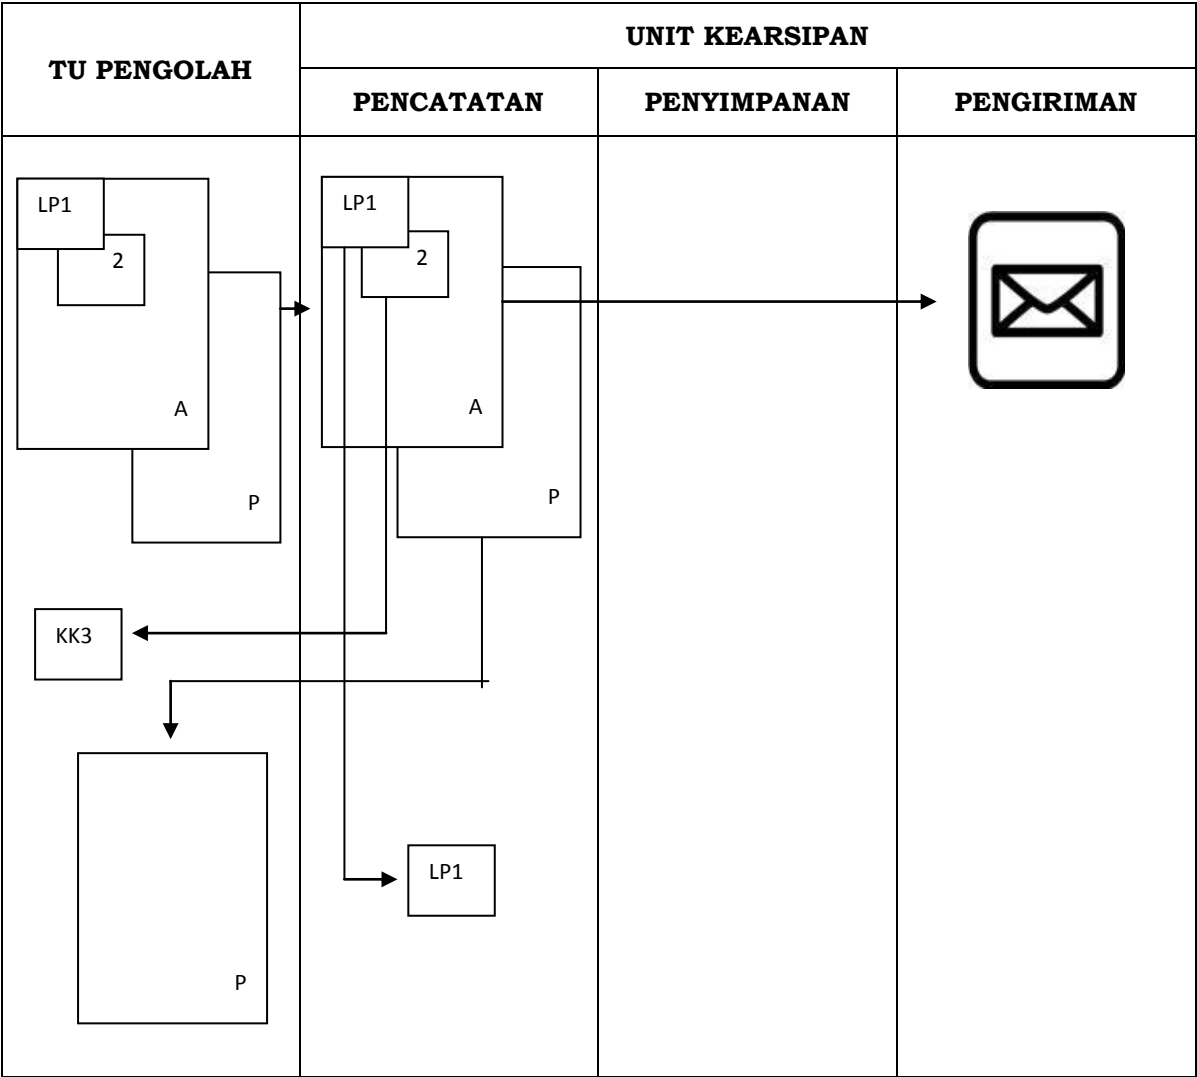 TU PENGOLAH
UNIT KEARSIPAN
PENCATATAN
PENYIMPANAN
PENGIRIMAN
LP1
2
A
P
LP1
2
A
P
KK3
P
LP1